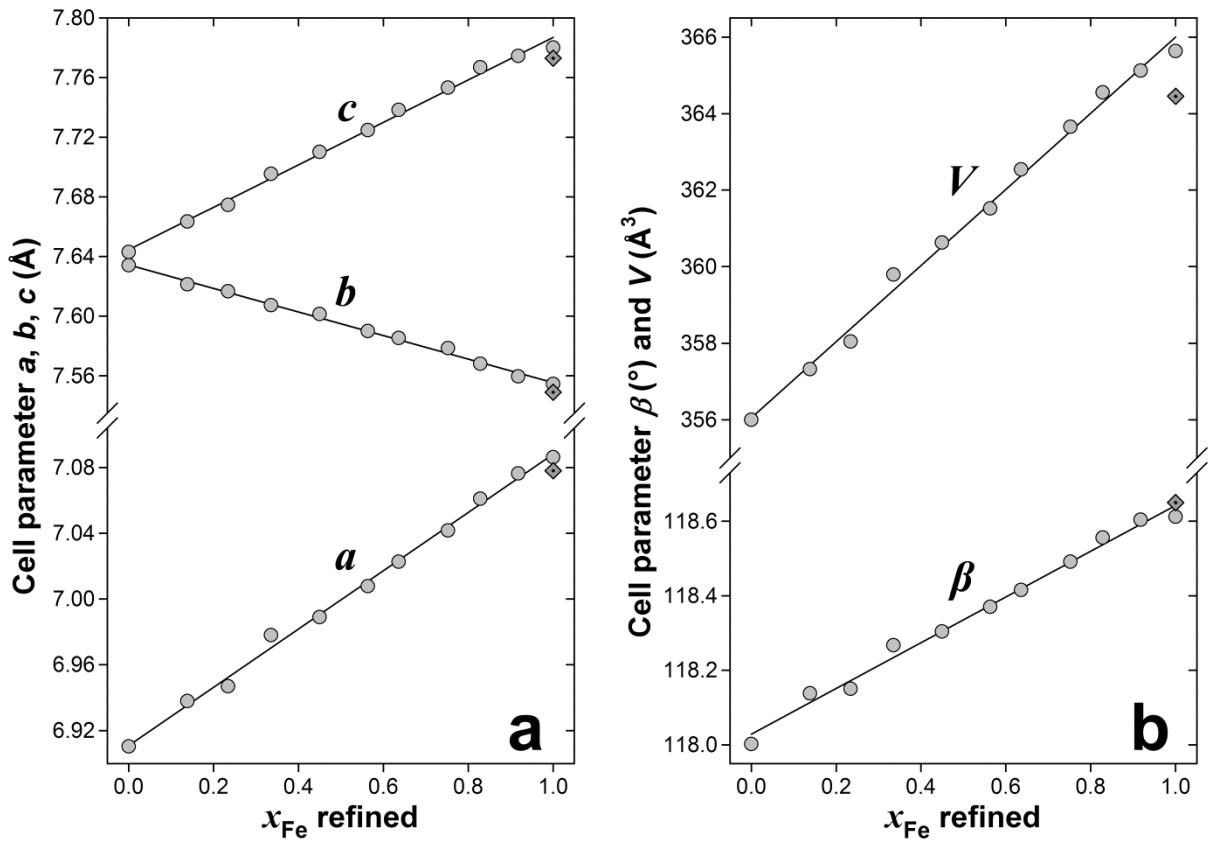 Cell parameter a, b, c (Å)
7.80
7.76
7.72
7.68
7.64
7.60
7.56
7.08
7.04
7.00
6.96
6.92
c
b
a
a
0.0 0.2 0.4 0.6 0.8 1.0
xFe refined
Cell parameter β (°) and V (Å³)
366
364
362
360
358
356
118.6
118.4
118.2
118.0
V
β
b
0.0 0.2 0.4 0.6 0.8 1.0
xFe refined